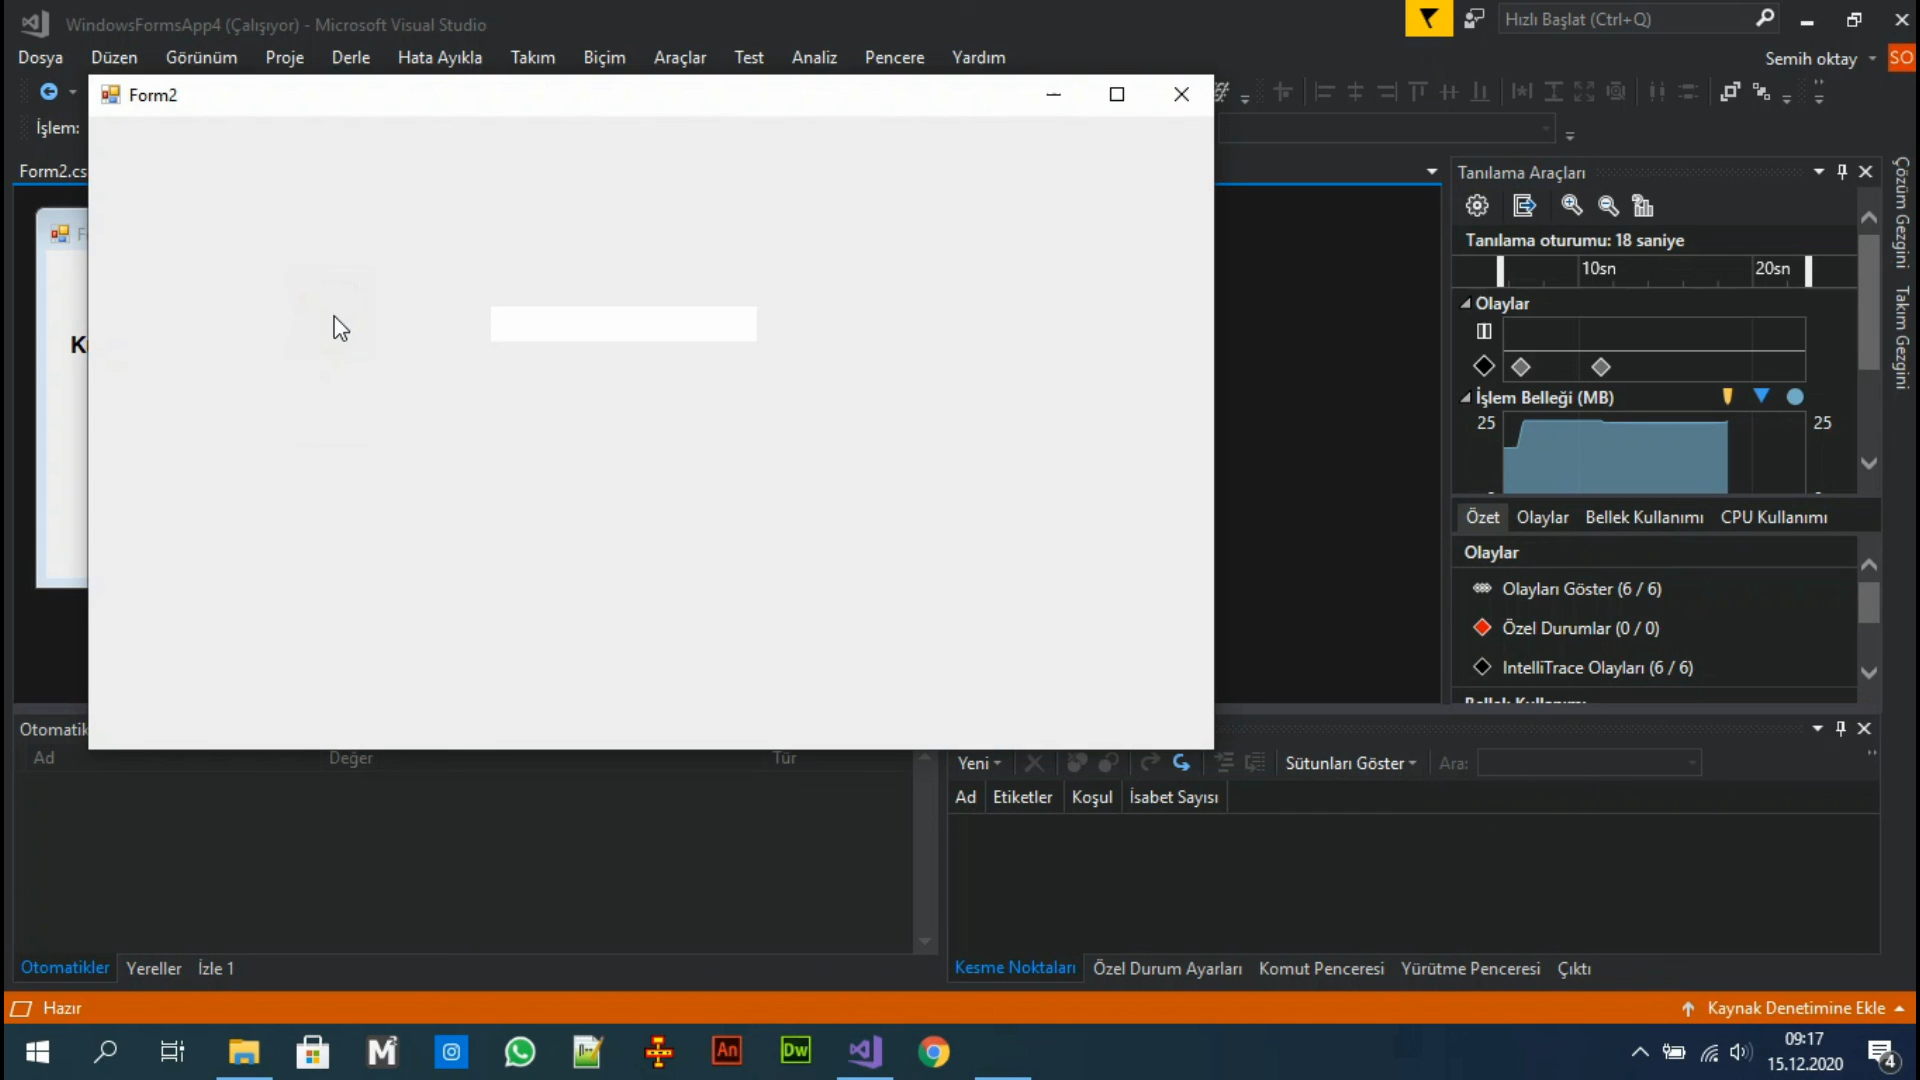 WindowsFormsApp4 (Çalışıyor) - Microsoft Visual Studio
Hızlı Başlat (Ctrl+Q)
Dosya Düzen Görünüm Proje Derle Hata Ayıkla Takım Biçim Araçlar Test Analiz Pencere Yardım
Semih oktay
SO
Form2
İşlem:
Form2.cs
Tanılama Araçları
Çözüm Gezgini
Takım Gezgini
Tanılama oturumu: 18 saniye
10sn 20sn
Olaylar
İşlem Belleği (MB)
25 25
Özet Olaylar Bellek Kullanımı CPU Kullanımı
Olaylar
Olayları Göster (6 / 6)
Özel Durumlar (0 / 0)
IntelliTrace Olayları (6 / 6)
Bellek Kullanımı
Otomatik
Ad Değer Tür
Yeni Sütunları Göster Ara:
Ad Etiketler Koşul İsabet Sayısı
Otomatikler Yereller İzle 1
Kesme Noktaları Özel Durum Ayarları Komut Penceresi Yürütme Penceresi Çıktı
Hazır
Kaynak Denetimine Ekle
An
Dw
09:17
15.12.2020
4